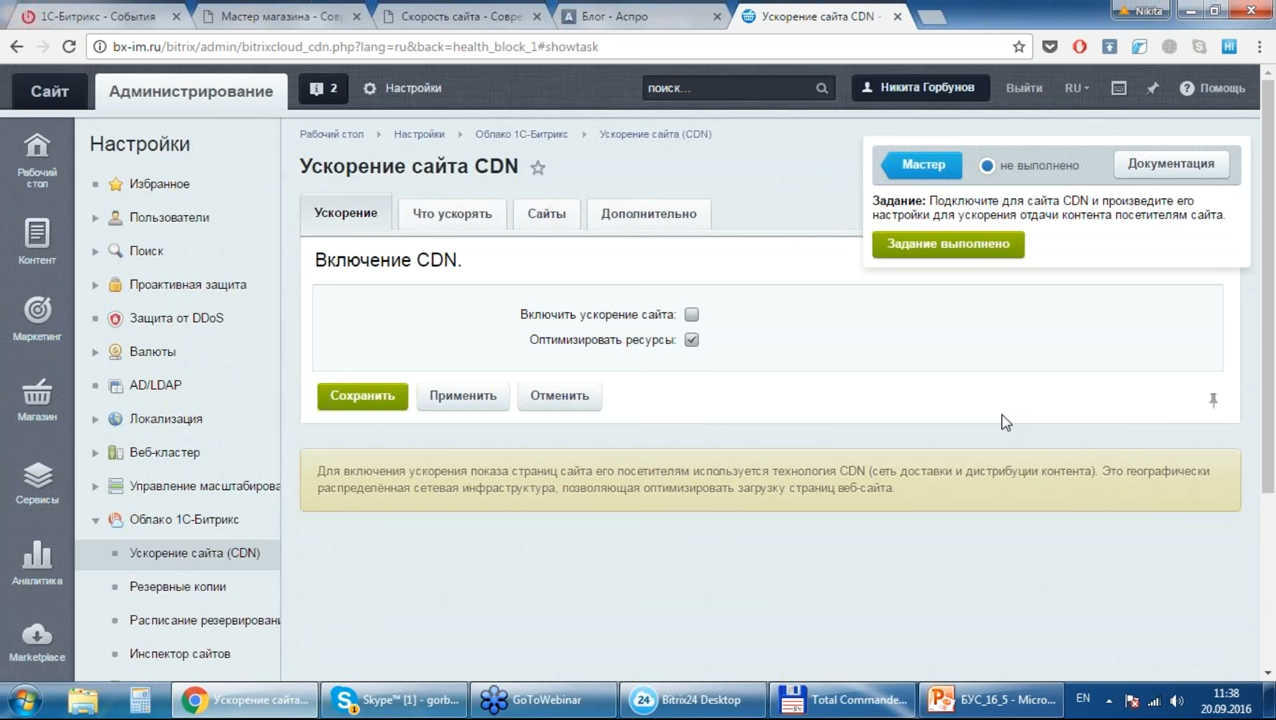 1С-Битрикс - События
Мастер магазина - Совр
Скорость сайта - Совре
Блог - Аспро
Ускорение сайта CDN -
Nikita
bx-im.ru/bitrix/admin/bitrixcloud_cdn.php?lang=ru&back=health_block_1#showtask
Сайт
Администрирование
2
Настройки
поиск...
Никита Горбунов
Выйти
RU
Помощь
Рабочий стол
Контент
Маркетинг
Магазин
Сервисы
Аналитика
Marketplace
Настройки
Избранное
Пользователи
Поиск
Проактивная защита
Защита от DDoS
Валюты
AD/LDAP
Локализация
Веб-кластер
Управление масштабирова
Облако 1С-Битрикс
Ускорение сайта (CDN)
Резервные копии
Расписание резервировани
Инспектор сайтов
Рабочий стол
Настройки
Облако 1С-Битрикс
Ускорение сайта (CDN)
Ускорение сайта CDN
Мастер
не выполнено
Документация
Задание: Подключите для сайта CDN и произведите его
настройки для ускорения отдачи контента посетителям сайта.
Задание выполнено
Ускорение
Что ускорять
Сайты
Дополнительно
Включение CDN.
Включить ускорение сайта:
Оптимизировать ресурсы:
Сохранить
Применить
Отменить
Для включения ускорения показа страниц сайта его посетителям используется технология CDN (сеть доставки и дистрибуции контента). Это географически
распределённая сетевая инфраструктура, позволяющая оптимизировать загрузку страниц веб-сайта.
Ускорение сайта...
Skype™ [1] - gorb...
GoToWebinar
24
Bitrix24 Desktop
Total Commande...
БУС_16_5 - Micro...
EN
11:38
20.09.2016